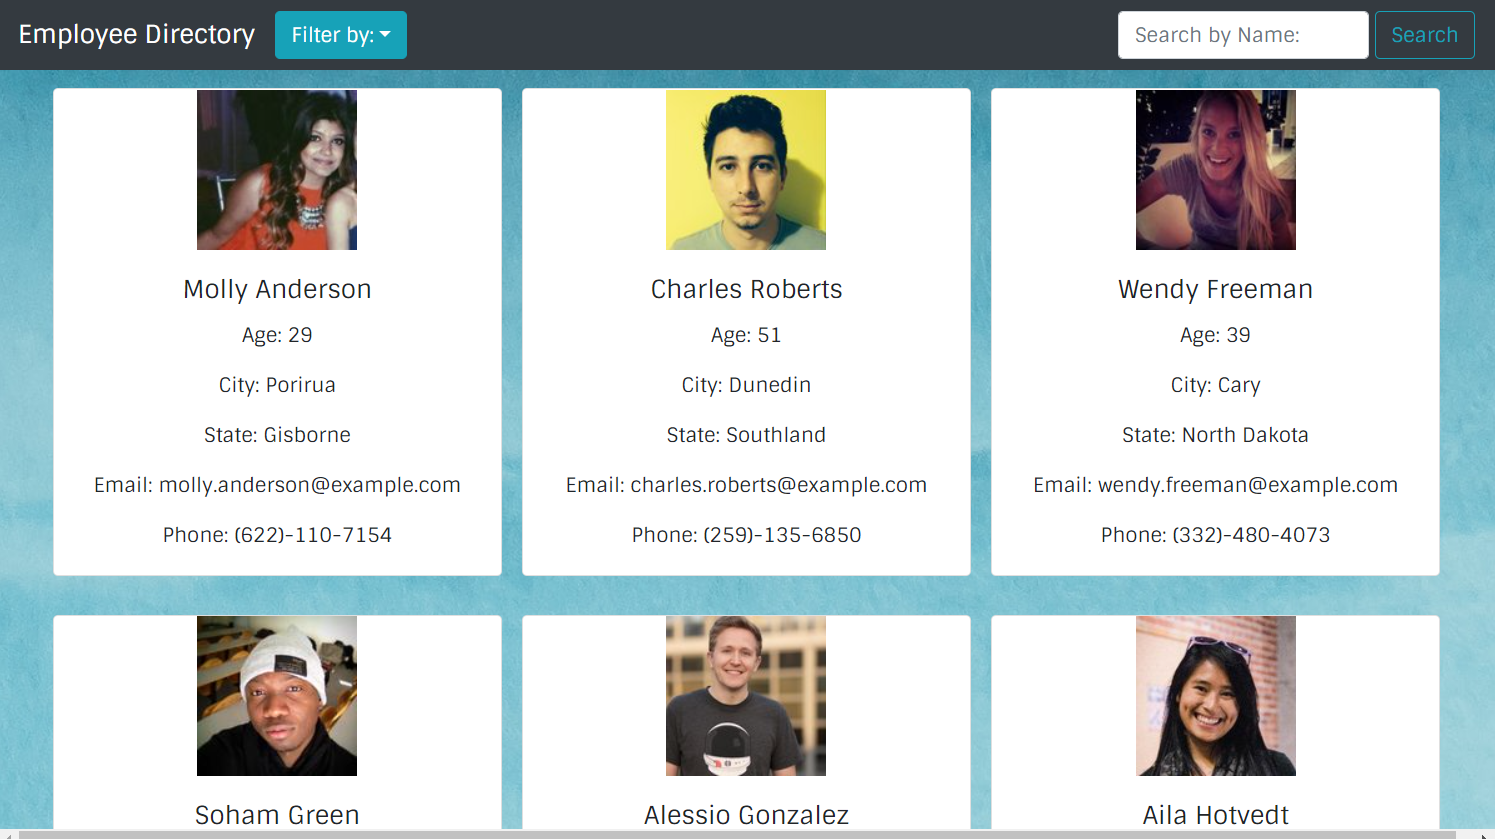 Employee Directory
Filter by:
Search by Name:
Search
Molly Anderson
Age: 29
City: Porirua
State: Gisborne
Email: molly.anderson@example.com
Phone: (622)-110-7154
Charles Roberts
Age: 51
City: Dunedin
State: Southland
Email: charles.roberts@example.com
Phone: (259)-135-6850
Wendy Freeman
Age: 39
City: Cary
State: North Dakota
Email: wendy.freeman@example.com
Phone: (332)-480-4073
Soham Green
Alessio Gonzalez
Aila Hotvedt